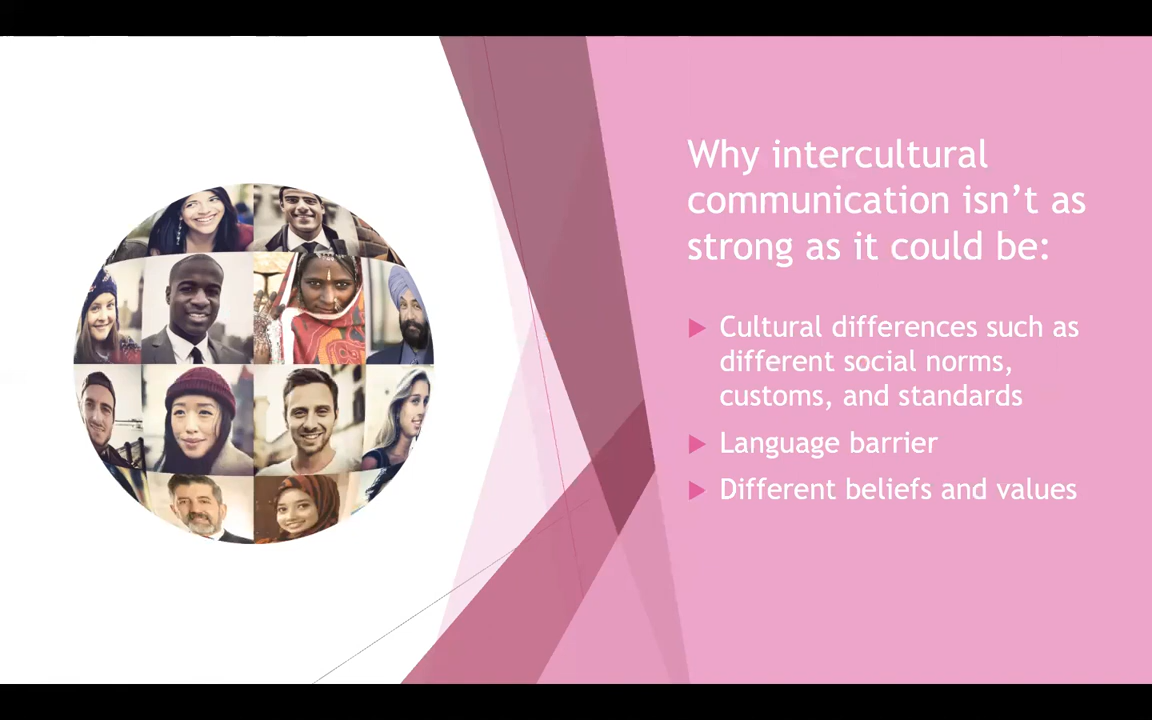 Why intercultural
communication isn’t as
strong as it could be:
Cultural differences such as
different social norms,
customs, and standards
Language barrier
Different beliefs and values